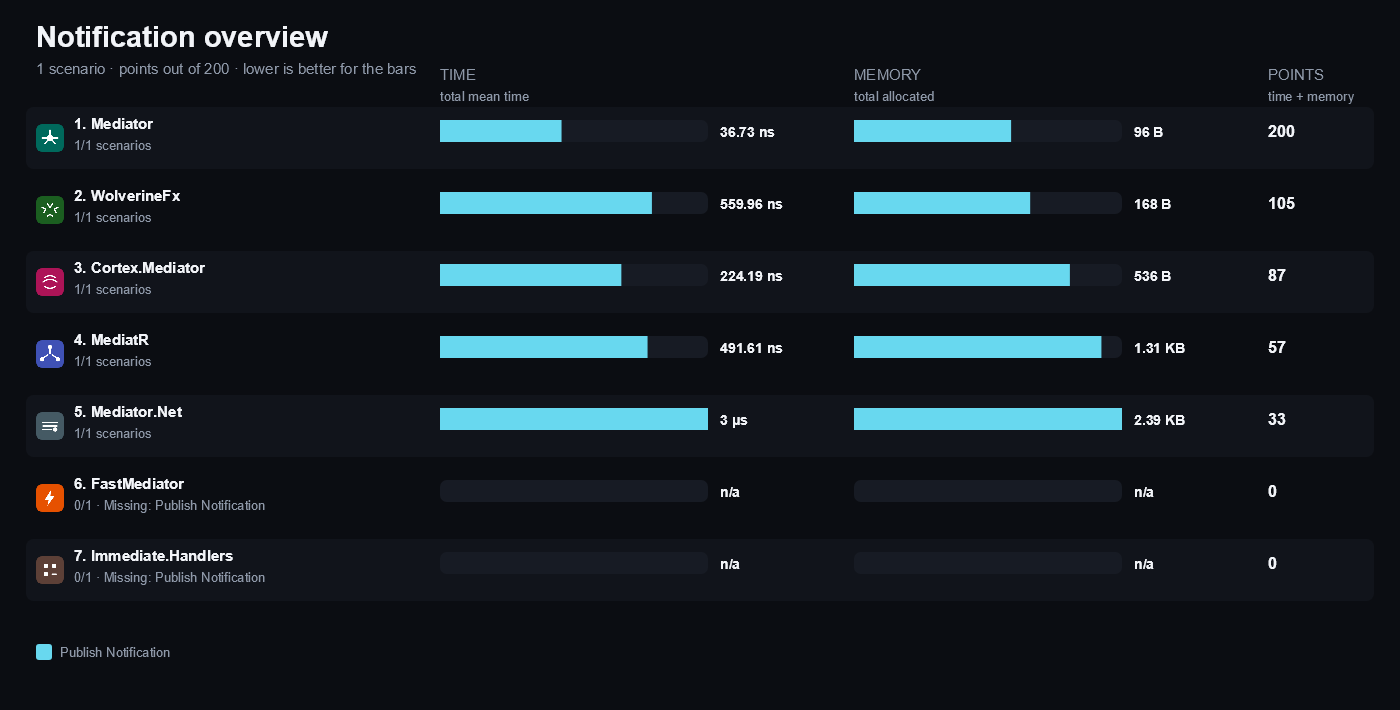 Notification overview
1 scenario · points out of 200 · lower is better for the bars
TIME
total mean time
MEMORY
total allocated
POINTS
time + memory
1. Mediator
1/1 scenarios
36.73 ns
96 B
200
2. WolverineFx
1/1 scenarios
559.96 ns
168 B
105
3. Cortex.Mediator
1/1 scenarios
224.19 ns
536 B
87
4. MediatR
1/1 scenarios
491.61 ns
1.31 KB
57
5. Mediator.Net
1/1 scenarios
3 µs
2.39 KB
33
6. FastMediator
0/1 · Missing: Publish Notification
n/a
n/a
0
7. Immediate.Handlers
0/1 · Missing: Publish Notification
n/a
n/a
0
Publish Notification